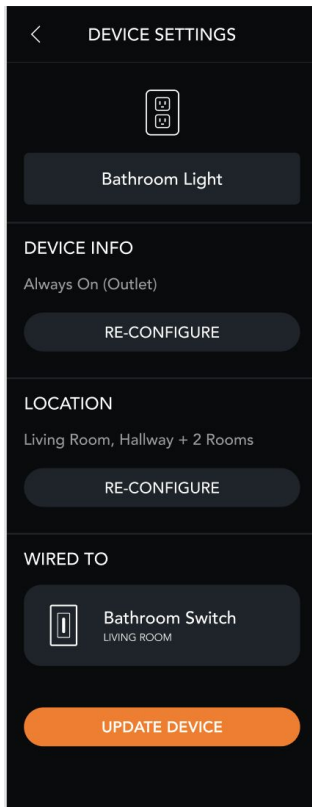 DEVICE SETTINGS
Bathroom Light
DEVICE INFO
Always On (Outlet)
RE-CONFIGURE
LOCATION
Living Room, Hallway + 2 Rooms
RE-CONFIGURE
WIRED TO
Bathroom Switch
LIVING ROOM
UPDATE DEVICE